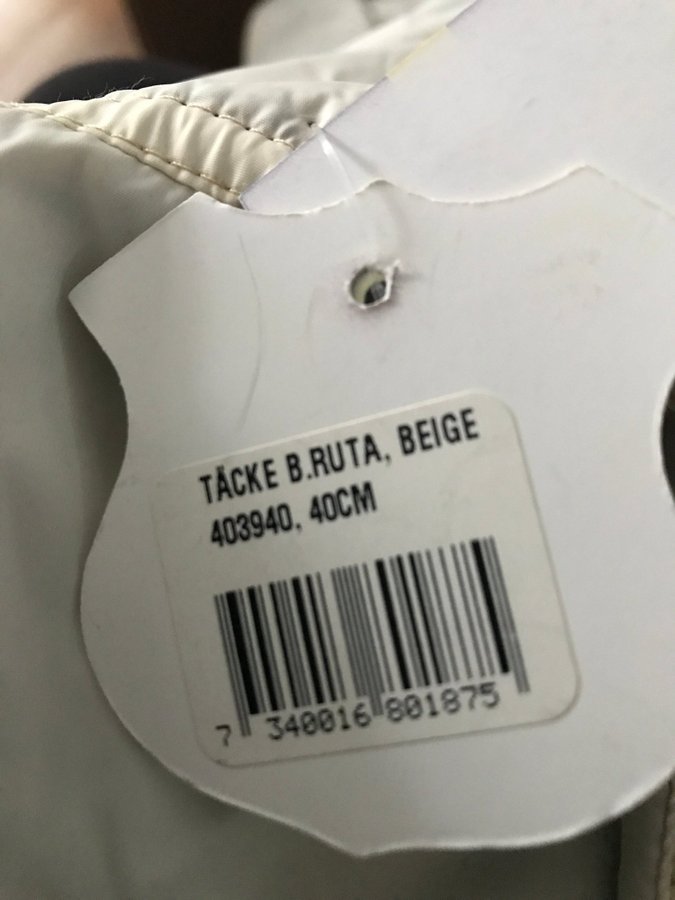 TÄCKE B.RUTA, BEIGE
403940, 40CM
7 340016 801875